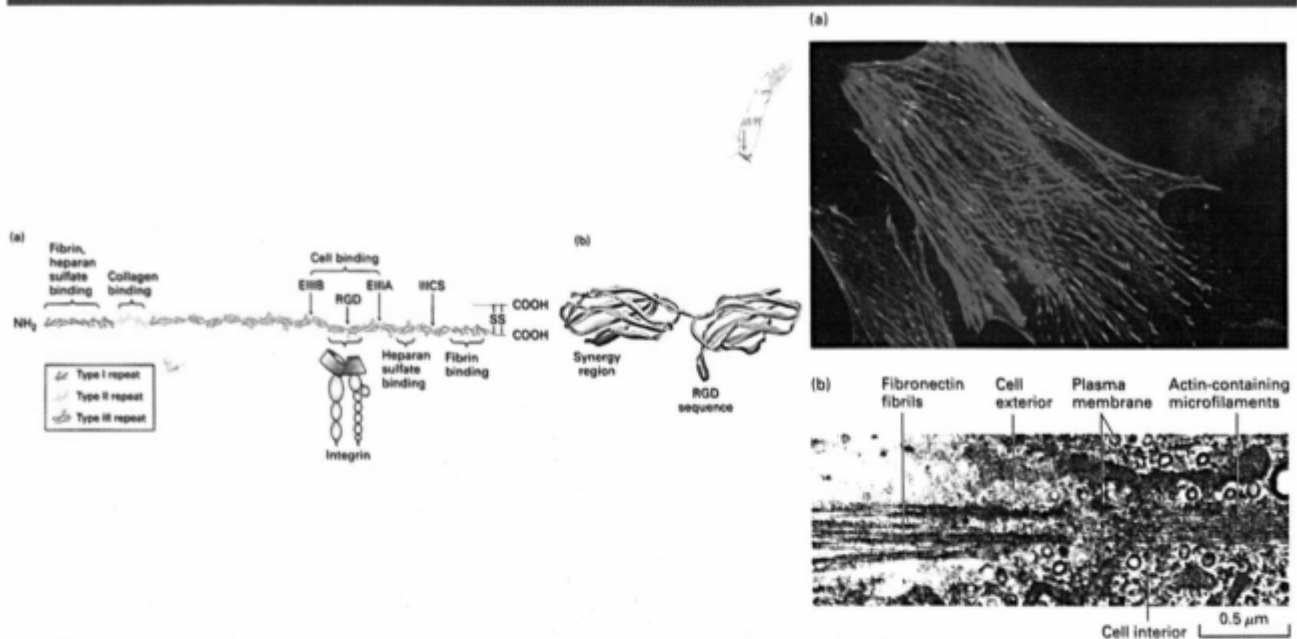 (a)
Fibrin,
heparan
sulfate
binding
Collagen
binding
Cell binding
EIIIB
EIIIA
IIICS
RGD
NH2
SS
COOH
COOH
Heparan
sulfate
binding
Fibrin
binding
Integrin
Type I repeat
Type II repeat
Type III repeat
(b)
Synergy
region
RGD
sequence
(a)
(b)
Fibronectin
fibrils
Cell
exterior
Plasma
membrane
Actin-containing
microfilaments
Cell interior
0.5 μm